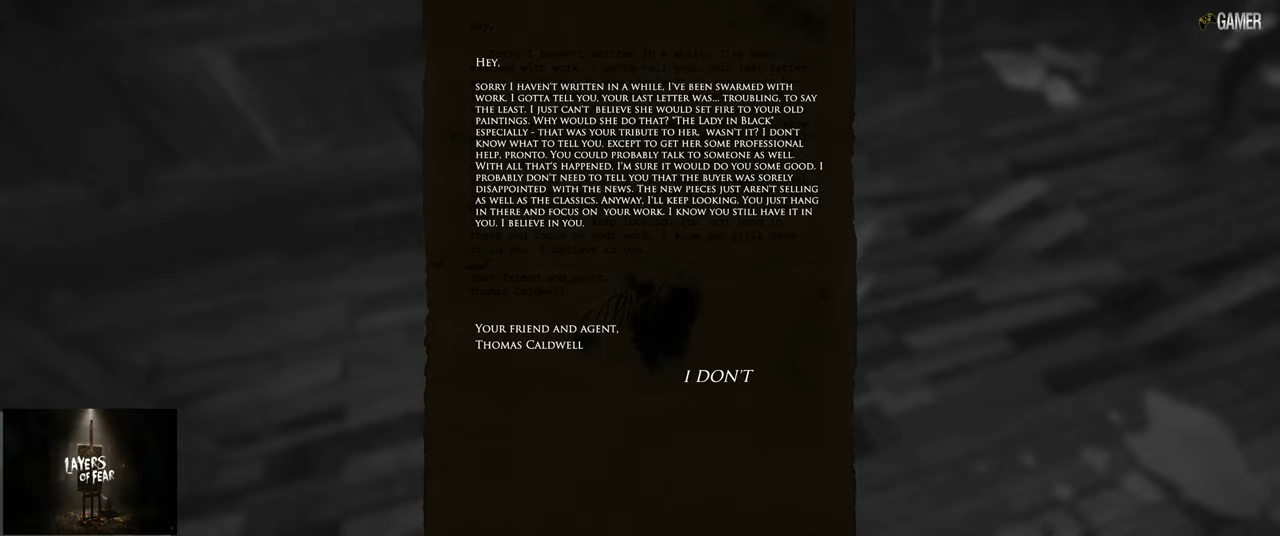 GAMER
HEY,
SORRY I HAVEN'T WRITTEN IN A WHILE, I'VE BEEN SWARMED WITH
WORK. I GOTTA TELL YOU, YOUR LAST LETTER WAS... TROUBLING, TO SAY
THE LEAST. I JUST CAN'T BELIEVE SHE WOULD SET FIRE TO YOUR OLD
PAINTINGS. WHY WOULD SHE DO THAT? "THE LADY IN BLACK"
ESPECIALLY - THAT WAS YOUR TRIBUTE TO HER, WASN'T IT? I DON'T
KNOW WHAT TO TELL YOU, EXCEPT TO GET HER SOME PROFESSIONAL
HELP, PRONTO. YOU COULD PROBABLY TALK TO SOMEONE AS WELL.
WITH ALL THAT'S HAPPENED, I'M SURE IT WOULD DO YOU SOME GOOD. I
PROBABLY DON'T NEED TO TELL YOU THAT THE BUYER WAS SORELY
DISAPPOINTED WITH THE NEWS. THE NEW PIECES JUST AREN'T SELLING
AS WELL AS THE CLASSICS. ANYWAY, I'LL KEEP LOOKING. YOU JUST HANG
IN THERE AND FOCUS ON YOUR WORK. I KNOW YOU STILL HAVE IT IN
YOU. I BELIEVE IN YOU.
YOUR FRIEND AND AGENT,
THOMAS CALDWELL
I DON'T
LAYERS
OF FEAR